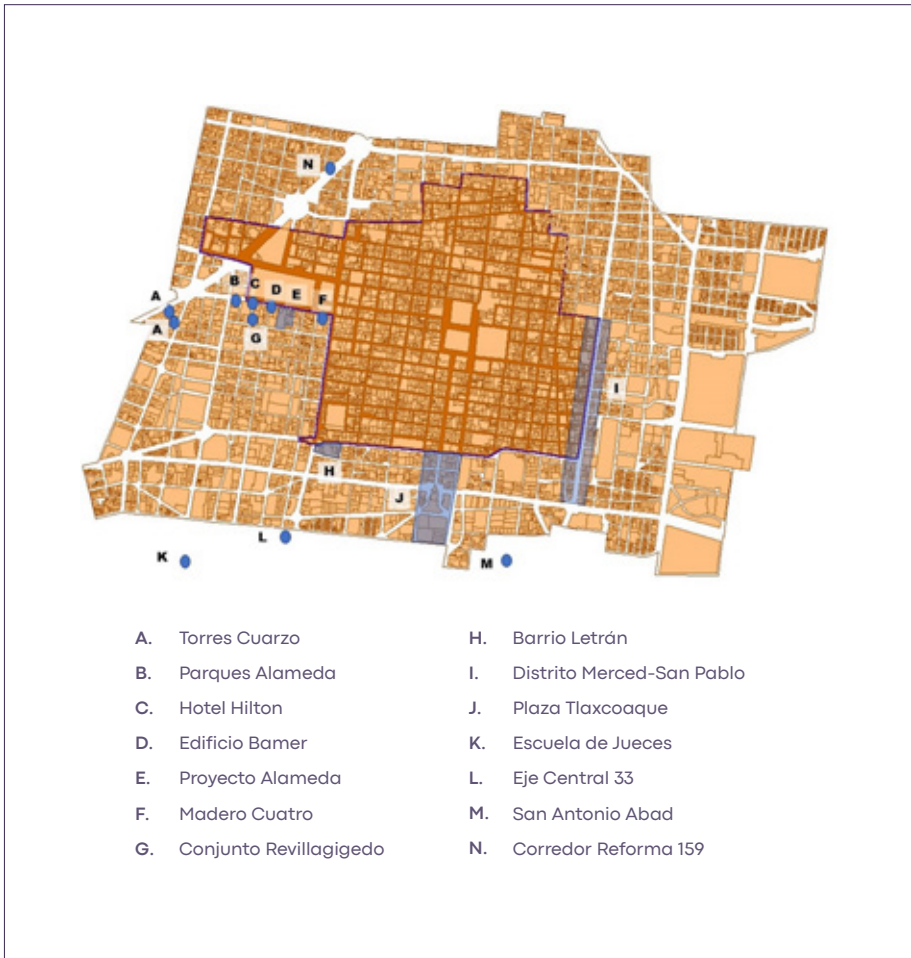 N
B
C
D
E
F
A
A
G
I
H
J
L
K
M
A. Torres Cuarzo
B. Parques Alameda
C. Hotel Hilton
D. Edificio Bamer
E. Proyecto Alameda
F. Madero Cuatro
G. Conjunto Revillagigedo
H. Barrio Letrán
I. Distrito Merced-San Pablo
J. Plaza Tlaxcoaque
K. Escuela de Jueces
L. Eje Central 33
M. San Antonio Abad
N. Corredor Reforma 159